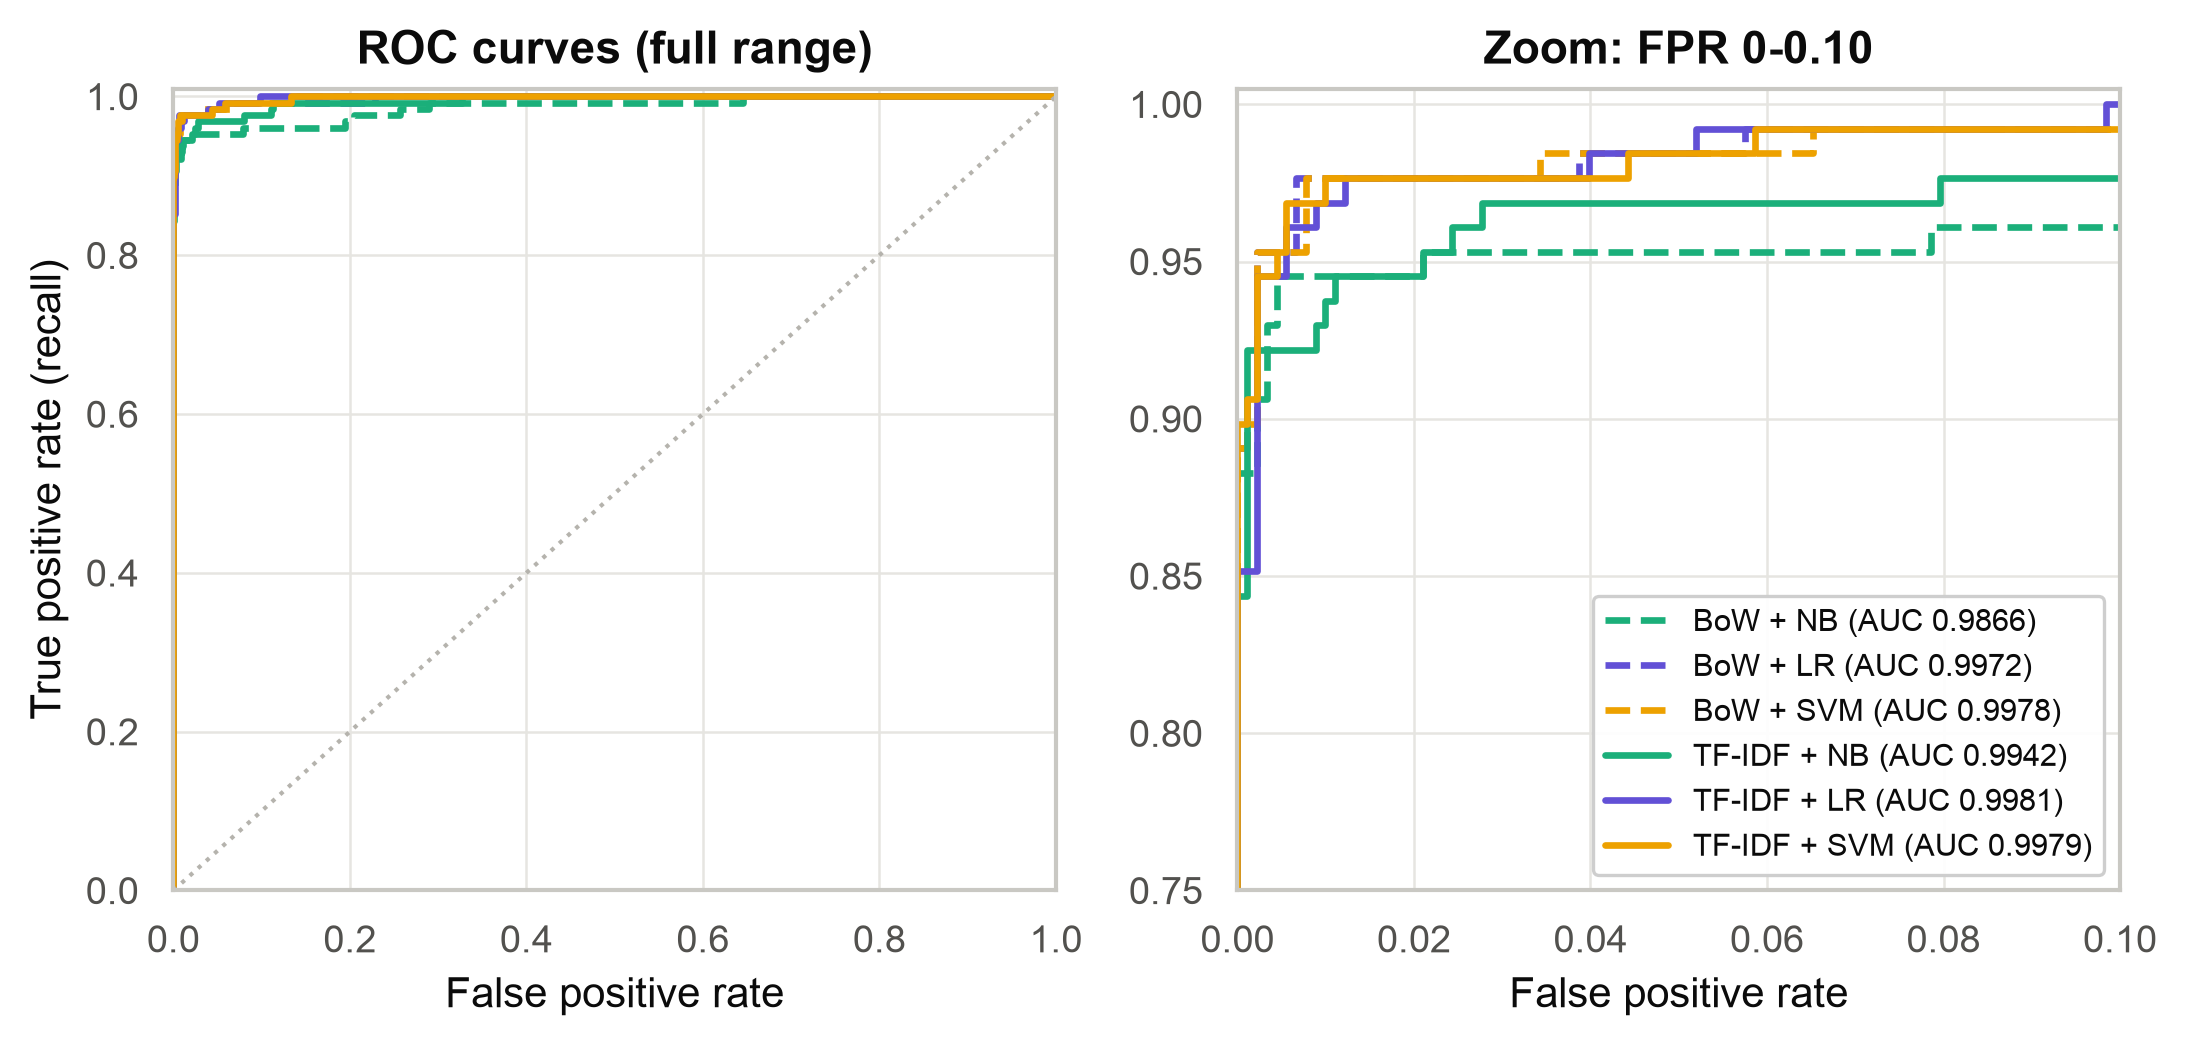 ROC curves (full range)
True positive rate (recall)
1.0
0.8
0.6
0.4
0.2
0.0
0.0 0.2 0.4 0.6 0.8 1.0
False positive rate
Zoom: FPR 0-0.10
1.00
0.95
0.90
0.85
0.80
0.75
BoW + NB (AUC 0.9866)
BoW + LR (AUC 0.9972)
BoW + SVM (AUC 0.9978)
TF-IDF + NB (AUC 0.9942)
TF-IDF + LR (AUC 0.9981)
TF-IDF + SVM (AUC 0.9979)
0.00 0.02 0.04 0.06 0.08 0.10
False positive rate